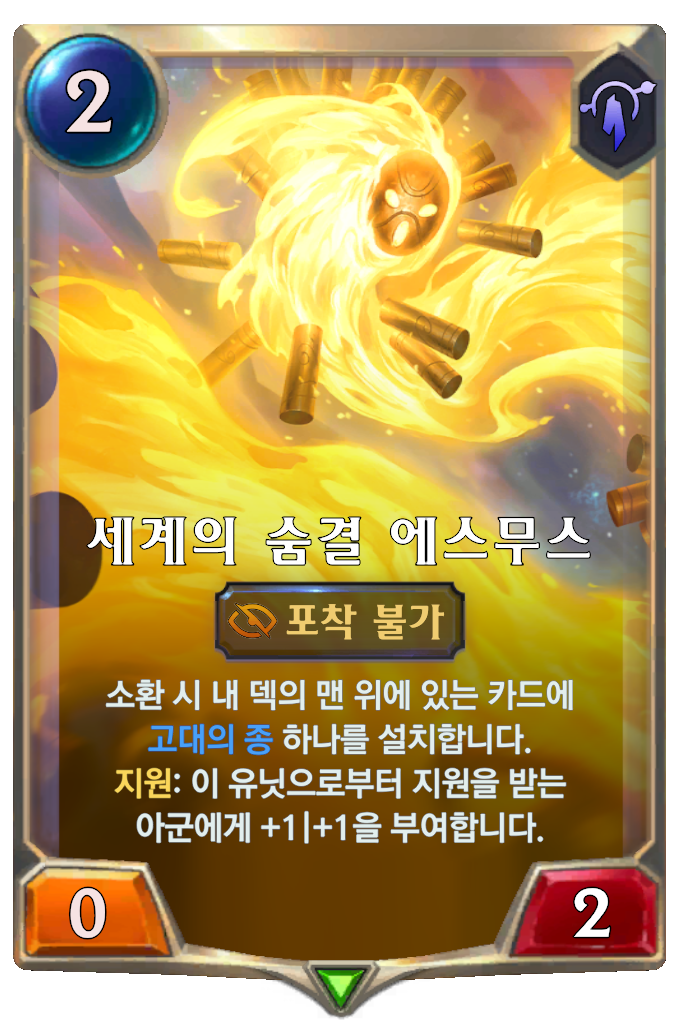 2
세계의 숨결 에스무스
포착 불가
소환 시 내 덱의 맨 위에 있는 카드에
고대의 종 하나를 설치합니다.
지원: 이 유닛으로부터 지원을 받는
아군에게 +1|+1을 부여합니다.
0
2